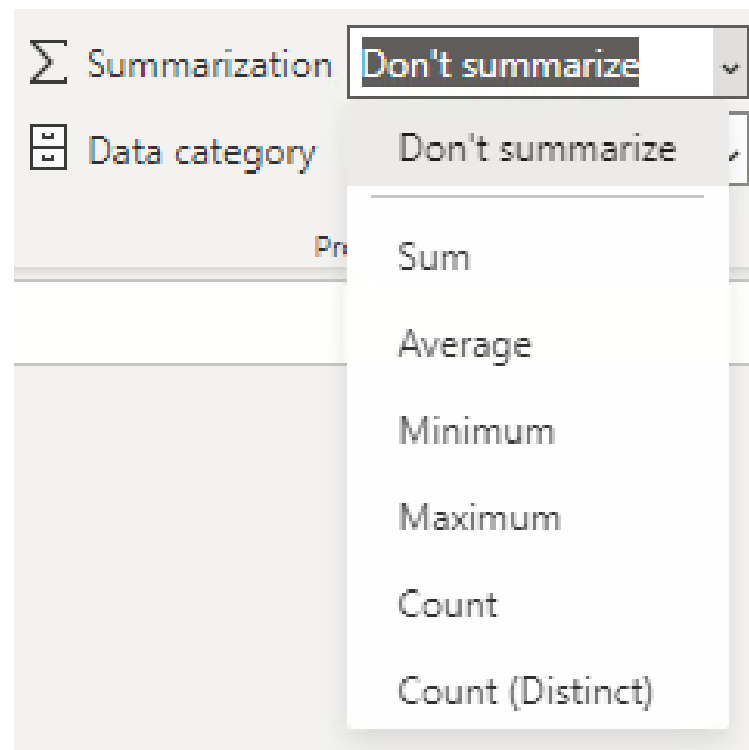 Summarization Don't summarize
Data category Don't summarize
Sum
Average
Minimum
Maximum
Count
Count (Distinct)